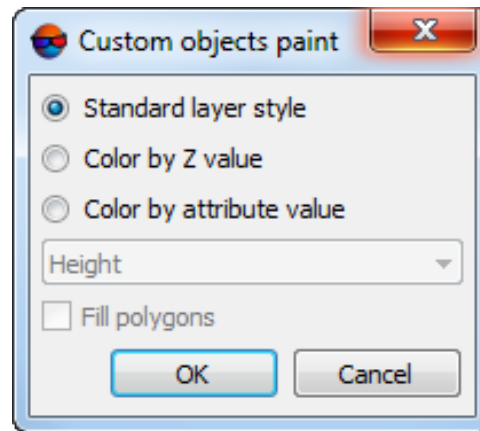 Custom objects paint
Standard layer style
Color by Z value
Color by attribute value
Height
Fill polygons
OK Cancel